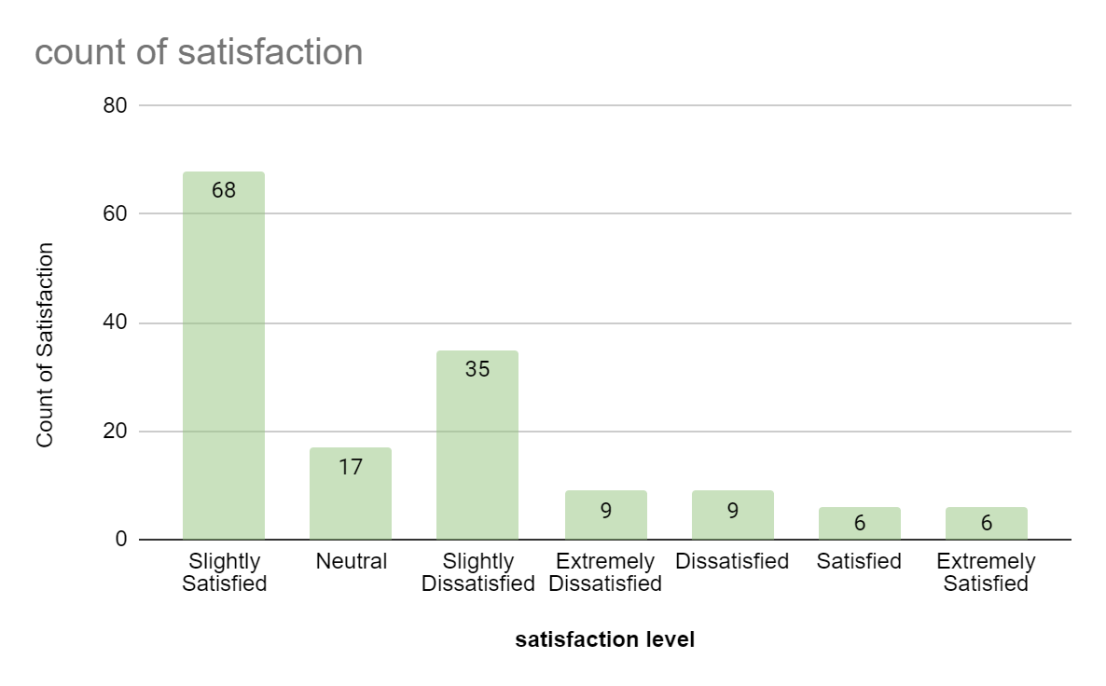 count of satisfaction
80
60
40
20
0
Count of Satisfaction
68
17
35
9
9
6
6
Slightly
Satisfied
Neutral
Slightly
Dissatisfied
Extremely
Dissatisfied
Dissatisfied
Satisfied
Extremely
Satisfied
satisfaction level